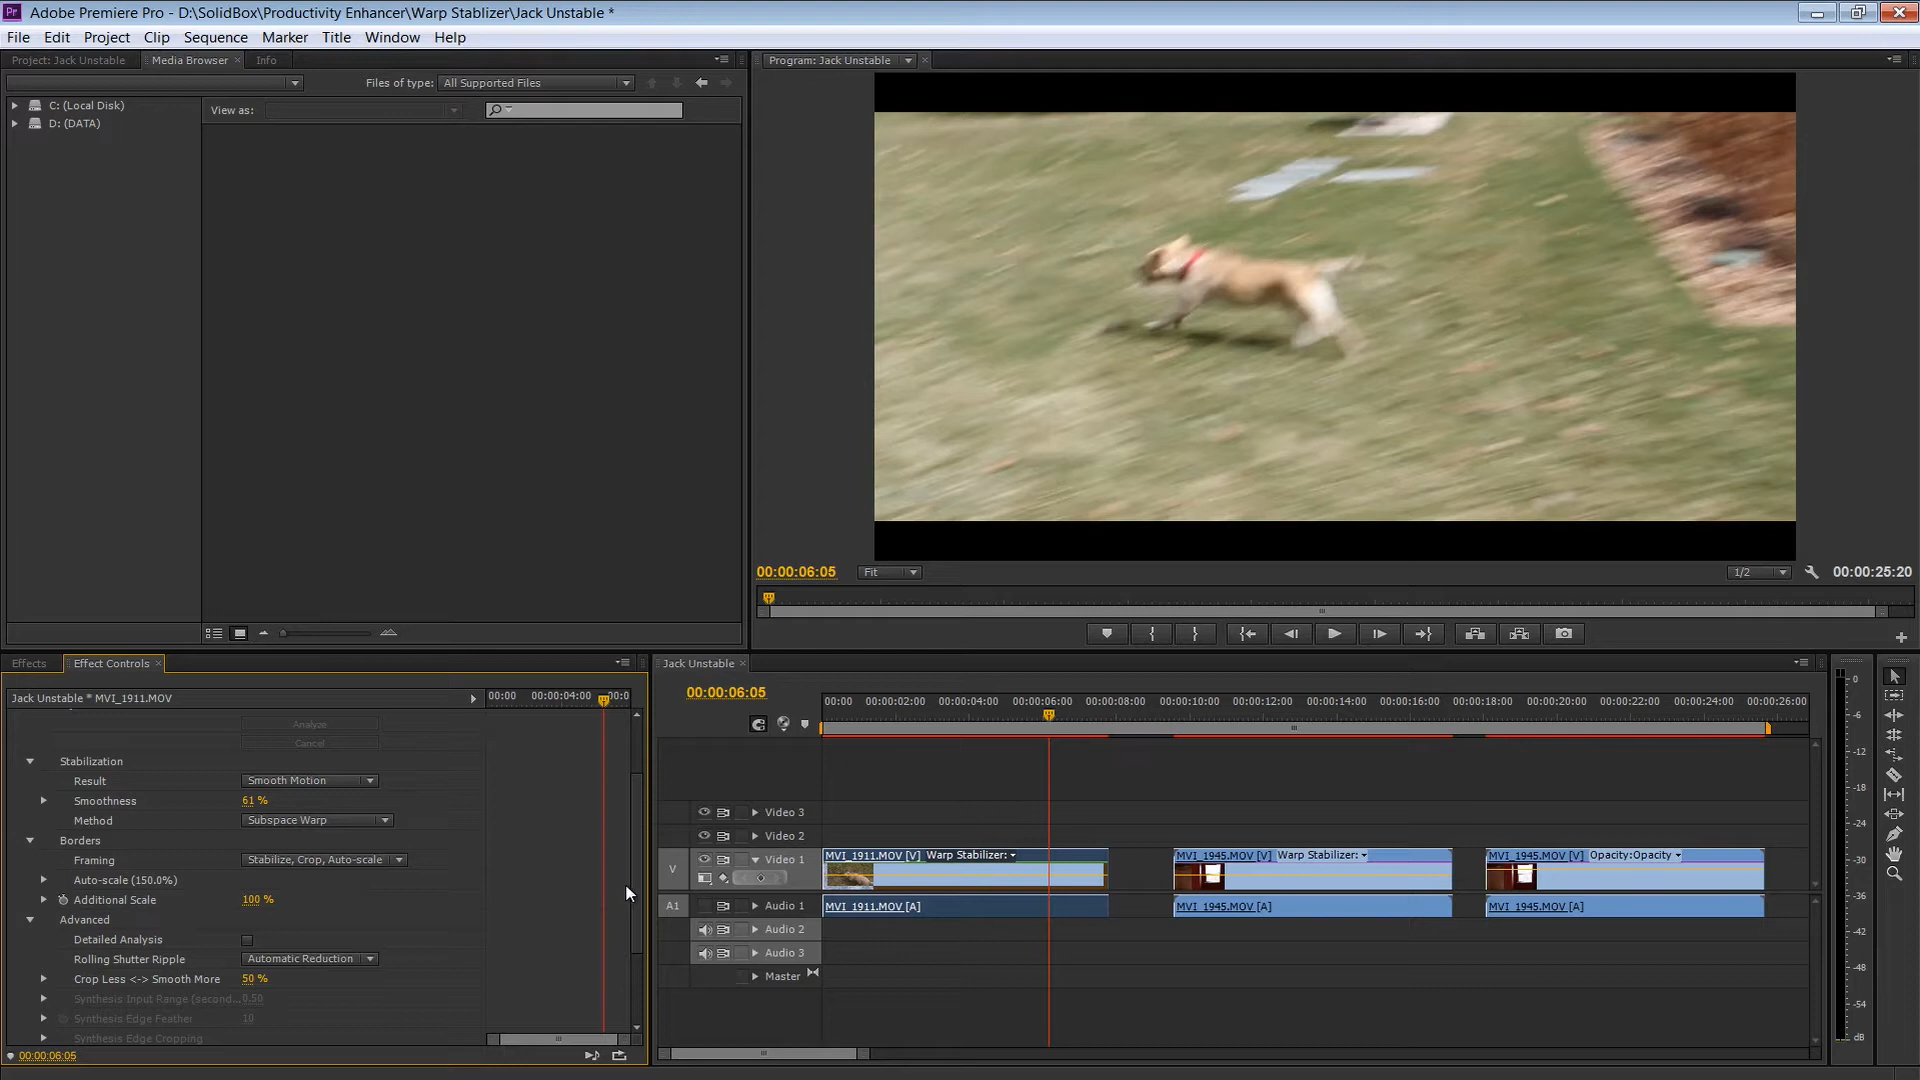 Pr Adobe Premiere Pro - D:\SolidBox\Productivity Enhancer\Warp Stablizer\Jack Unstable *
File Edit Project Clip Sequence Marker Title Window Help
Project: Jack Unstable Media Browser × Info
Program: Jack Unstable
Files of type: All Supported Files
C: (Local Disk)
D: (DATA)
View as:
00:00:06:05 Fit 1/2 00:00:25:20
Effects Effect Controls ×
Jack Unstable * MVI_1911.MOV
00:00 00:00:04:00 00:0
Analyze
Cancel
Stabilization
Result Smooth Motion
Smoothness 61 %
Method Subspace Warp
Borders
Framing Stabilize, Crop, Auto-scale
Auto-scale (150.0%)
Additional Scale 100 %
Advanced
Detailed Analysis
Rolling Shutter Ripple Automatic Reduction
Crop Less <-> Smooth More 50 %
Synthesis Input Range (second... 0.50
Synthesis Edge Feather 10
Synthesis Edge Cropping
00:00:06:05
Jack Unstable ×
00:00:06:05
00:00 00:00:02:00 00:00:04:00 00:00:06:00 00:00:08:00 00:00:10:00 00:00:12:00 00:00:14:00 00:00:16:00 00:00:18:00 00:00:20:00 00:00:22:00 00:00:24:00 00:00:26:00
Video 3
Video 2
V Video 1
MVI_1911.MOV [V] Warp Stabilizer:
MVI_1945.MOV [V] Warp Stabilizer:
MVI_1945.MOV [V] Opacity:Opacity
A1 Audio 1
MVI_1911.MOV [A]
MVI_1945.MOV [A]
MVI_1945.MOV [A]
Audio 2
Audio 3
Master
0
-6
-12
-18
-24
-30
-36
-42
-48
-54
dB